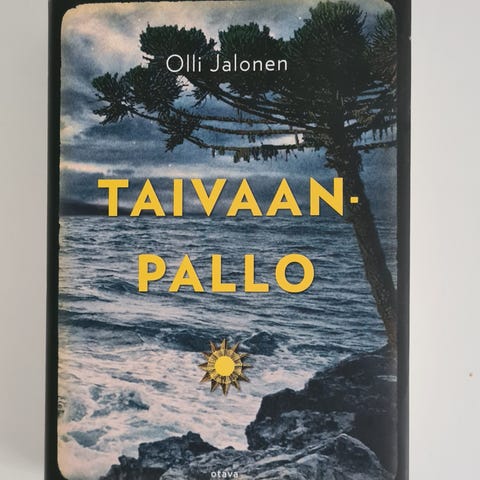 Olli Jalonen
TAIVAAN-
PALLO
otava